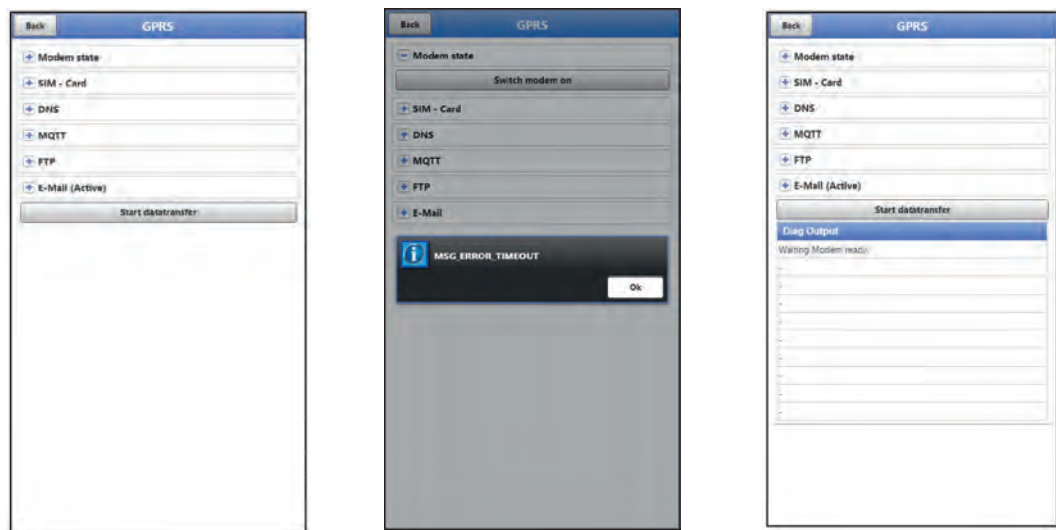 Back
GPRS
Modem state
SIM - Card
DNS
MQTT
FTP
E-Mail (Active)
Start datatransfer
Back
GPRS
Modem state
Switch modem on
SIM - Card
DNS
MQTT
FTP
E-Mail
MSG_ERROR_TIMEOUT
Ok
Back
GPRS
Modem state
SIM - Card
DNS
MQTT
FTP
E-Mail (Active)
Start datatransfer
Diag Output
Waiting Modem ready
-
-
-
-
-
-
-
-
-